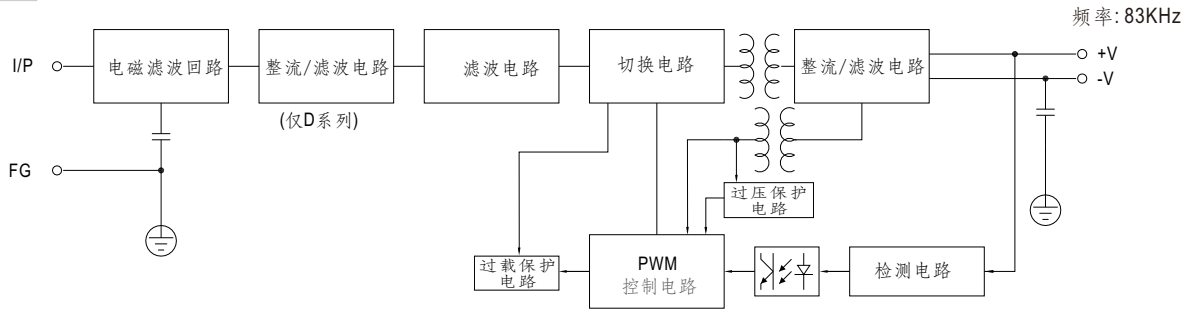 频率: 83KHz
I/P
电磁滤波回路
整流/滤波电路
滤波电路
切换电路
整流/滤波电路
+V
-V
(仅D系列)
FG
过压保护
电路
过载保护
电路
PWM
控制电路
检测电路